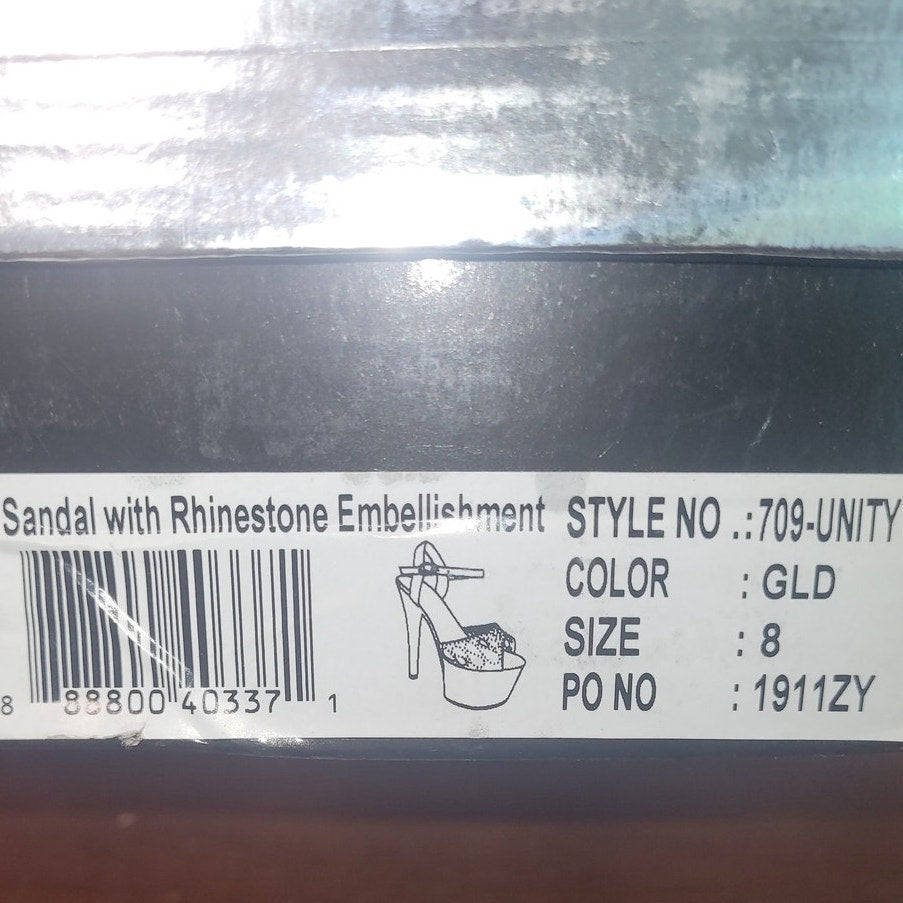 Sandal with Rhinestone Embellishment
8 88800 40337 1
STYLE NO .: 709-UNITY
COLOR : GLD
SIZE : 8
PO NO : 1911ZY